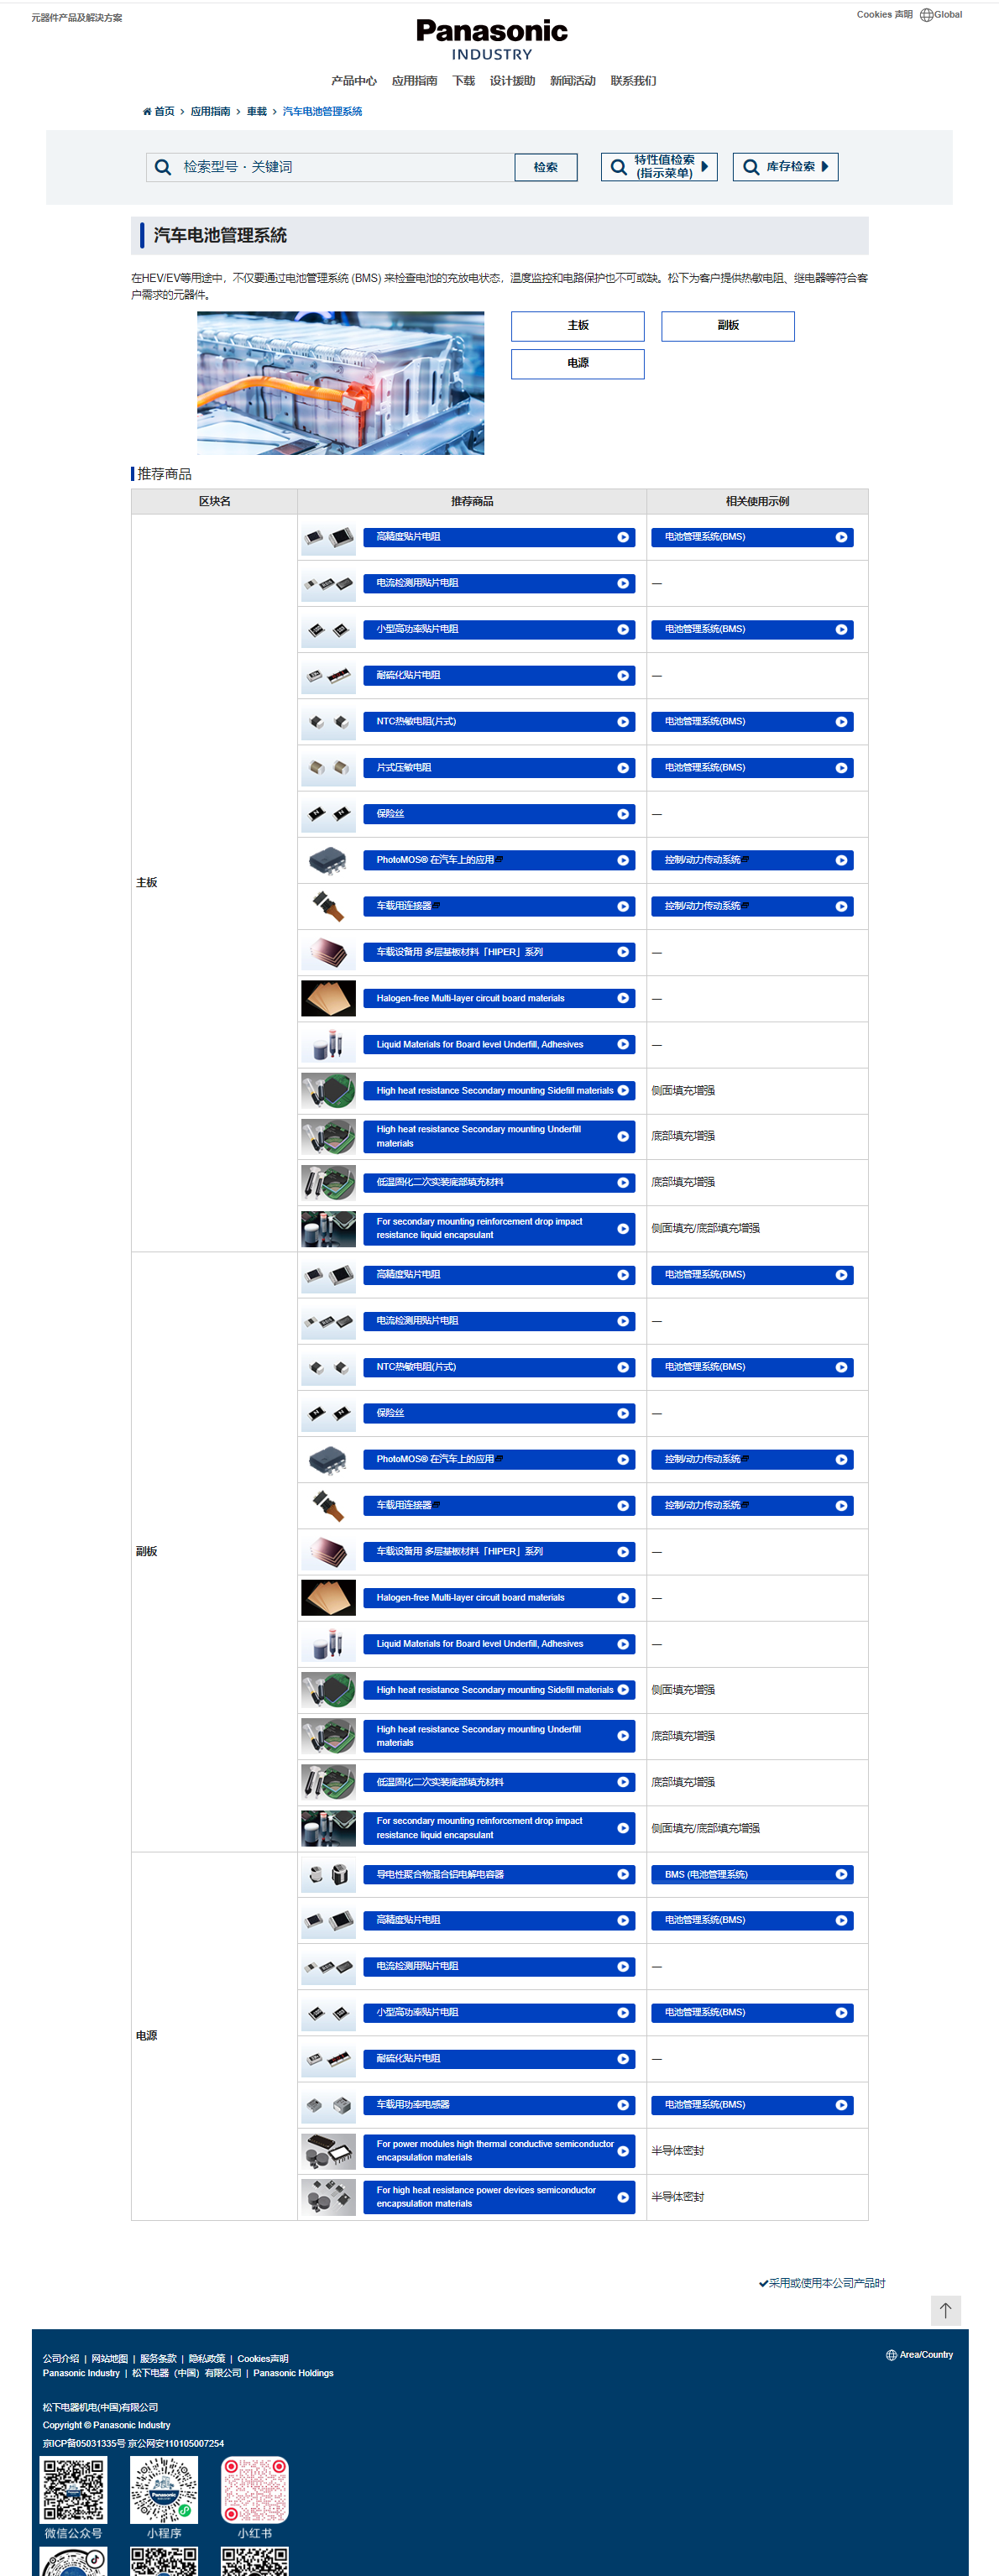 元器件产品及解决方案
Cookies 声明 Global
Panasonic
INDUSTRY
产品中心 应用指南 下载 设计援助 新闻活动 联系我们
首页 > 应用指南 > 車载 > 汽车电池管理系统
检索型号・关键词 检索 特性值检索 库存检索
(指示菜单)
汽车电池管理系统
在HEV/EV等用途中，不仅要通过电池管理系统 (BMS) 来检查电池的充放电状态，温度监控和电路保护也不可或缺。松下为客户提供热敏电阻、继电器等符合客
户需求的元器件。
主板 副板
电源
推荐商品
区块名 推荐商品 相关使用示例
高精度贴片电阻 电池管理系统(BMS)
电流检测用贴片电阻 —
小型高功率贴片电阻 电池管理系统(BMS)
耐硫化贴片电阻 —
NTC热敏电阻(片式) 电池管理系统(BMS)
片式压敏电阻 电池管理系统(BMS)
保险丝 —
PhotoMOS® 在汽车上的应用 控制/动力传动系统
主板
车载用连接器 控制/动力传动系统
车载设备用 多层基板材料「HIPER」系列 —
Halogen-free Multi-layer circuit board materials —
Liquid Materials for Board level Underfill, Adhesives —
High heat resistance Secondary mounting Sidefill materials 侧面填充增强
High heat resistance Secondary mounting Underfill
materials 底部填充增强
低温固化二次实装底部填充材料 底部填充增强
For secondary mounting reinforcement drop impact
resistance liquid encapsulant 侧面填充/底部填充增强
高精度贴片电阻 电池管理系统(BMS)
电流检测用贴片电阻 —
NTC热敏电阻(片式) 电池管理系统(BMS)
保险丝 —
PhotoMOS® 在汽车上的应用 控制/动力传动系统
车载用连接器 控制/动力传动系统
副板 车载设备用 多层基板材料「HIPER」系列 —
Halogen-free Multi-layer circuit board materials —
Liquid Materials for Board level Underfill, Adhesives —
High heat resistance Secondary mounting Sidefill materials 侧面填充增强
High heat resistance Secondary mounting Underfill
materials 底部填充增强
低温固化二次实装底部填充材料 底部填充增强
For secondary mounting reinforcement drop impact
resistance liquid encapsulant 侧面填充/底部填充增强
导电性聚合物混合铝电解电容器 BMS (电池管理系统)
高精度贴片电阻 电池管理系统(BMS)
电流检测用贴片电阻 —
小型高功率贴片电阻 电池管理系统(BMS)
电源
耐硫化贴片电阻 —
车载用功率电感器 电池管理系统(BMS)
For power modules high thermal conductive semiconductor
encapsulation materials 半导体密封
For high heat resistance power devices semiconductor
encapsulation materials 半导体密封
采用或使用本公司产品时
公司介绍 | 网站地图 | 服务条款 | 隐私政策 | Cookies声明 Area/Country
Panasonic Industry | 松下电器（中国）有限公司 | Panasonic Holdings
松下电器机电(中国)有限公司
Copyright © Panasonic Industry
京ICP备05031335号 京公网安110105007254
Panasonic
微信公众号 小程序 小红书